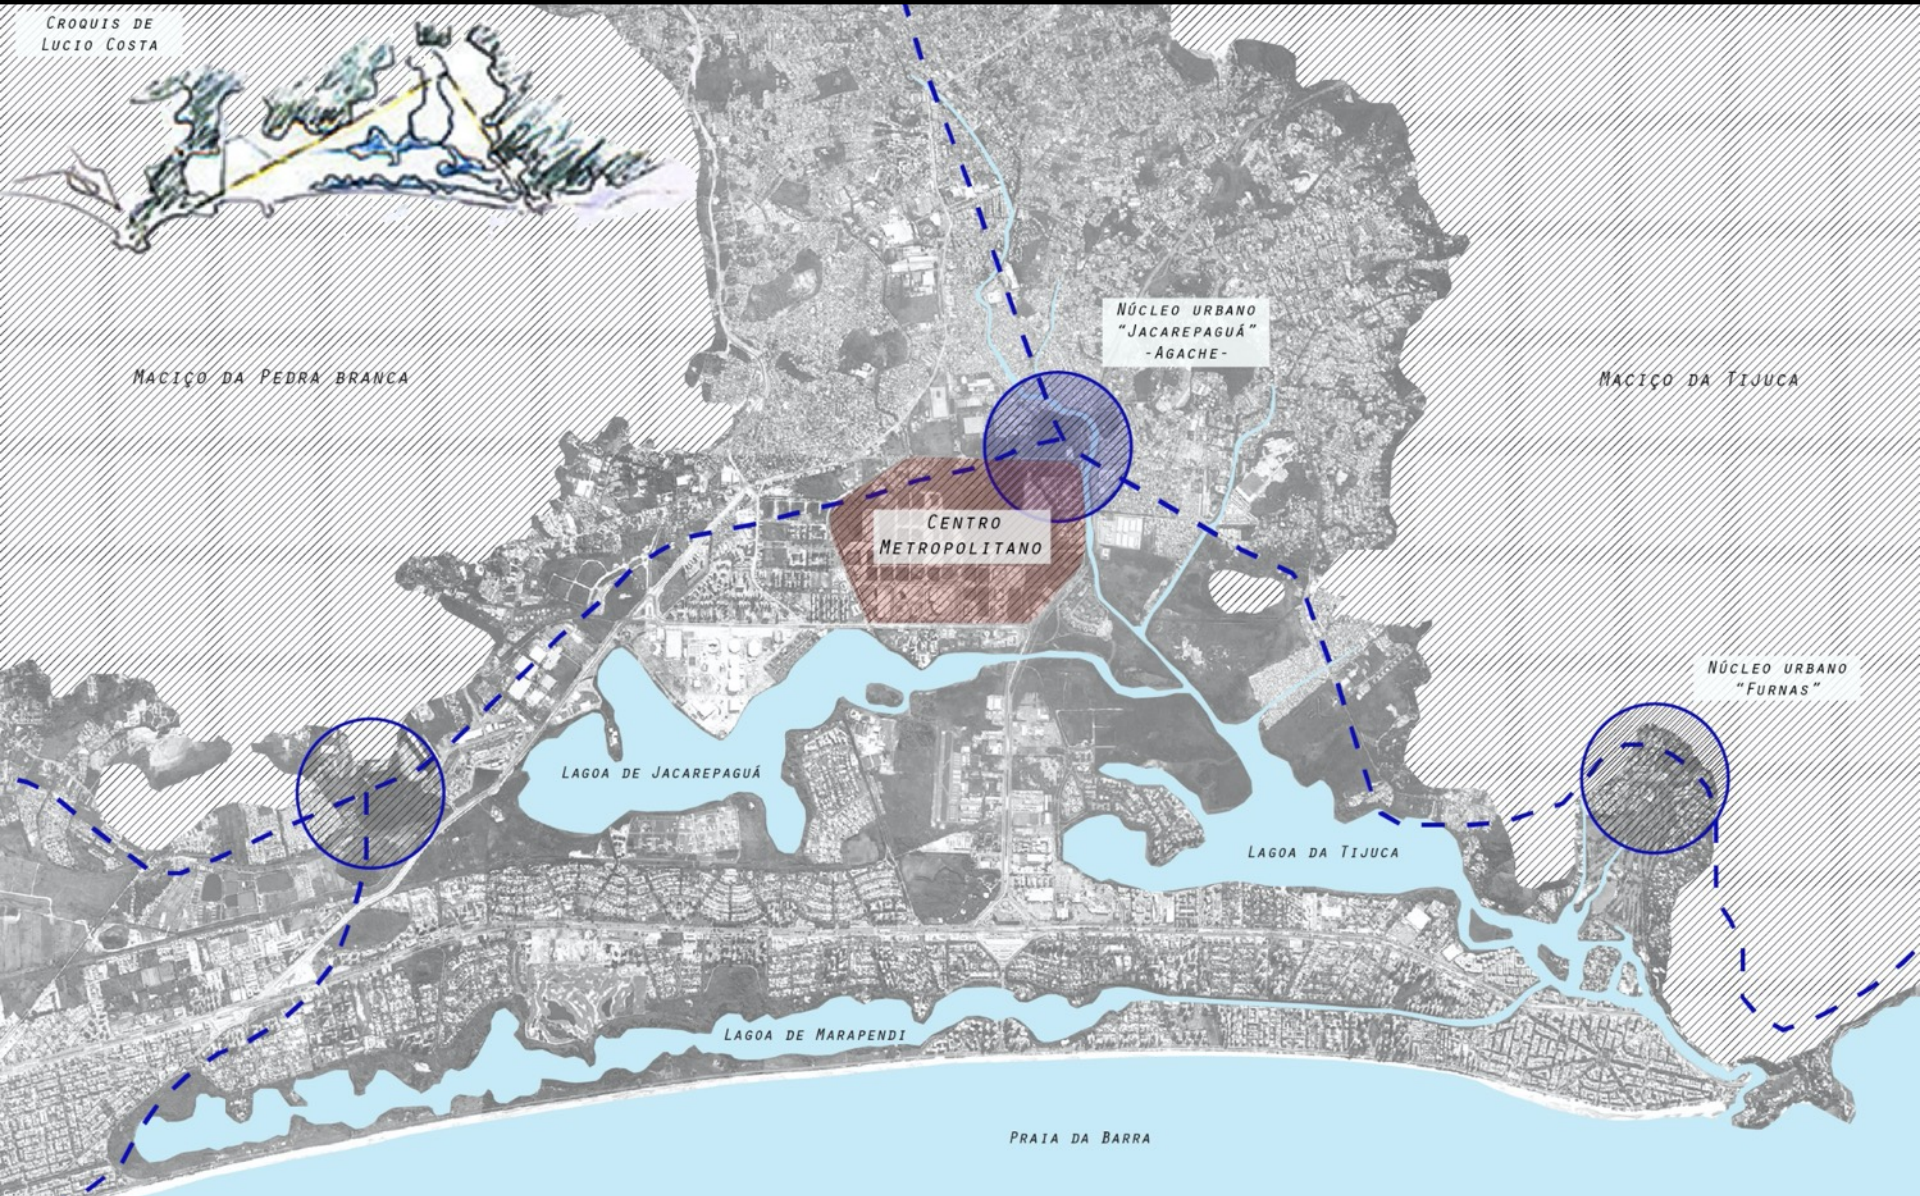 CROQUIS DE
LUCIO COSTA
NÚCLEO URBANO
"JACAREPAGUÁ"
-AGACHE-
MACIÇO DA PEDRA BRANCA
MACIÇO DA TIJUCA
CENTRO
METROPOLITANO
NÚCLEO URBANO
"FURNAS"
LAGOA DE JACAREPAGUÁ
LAGOA DA TIJUCA
LAGOA DE MARAPENDI
PRAIA DA BARRA